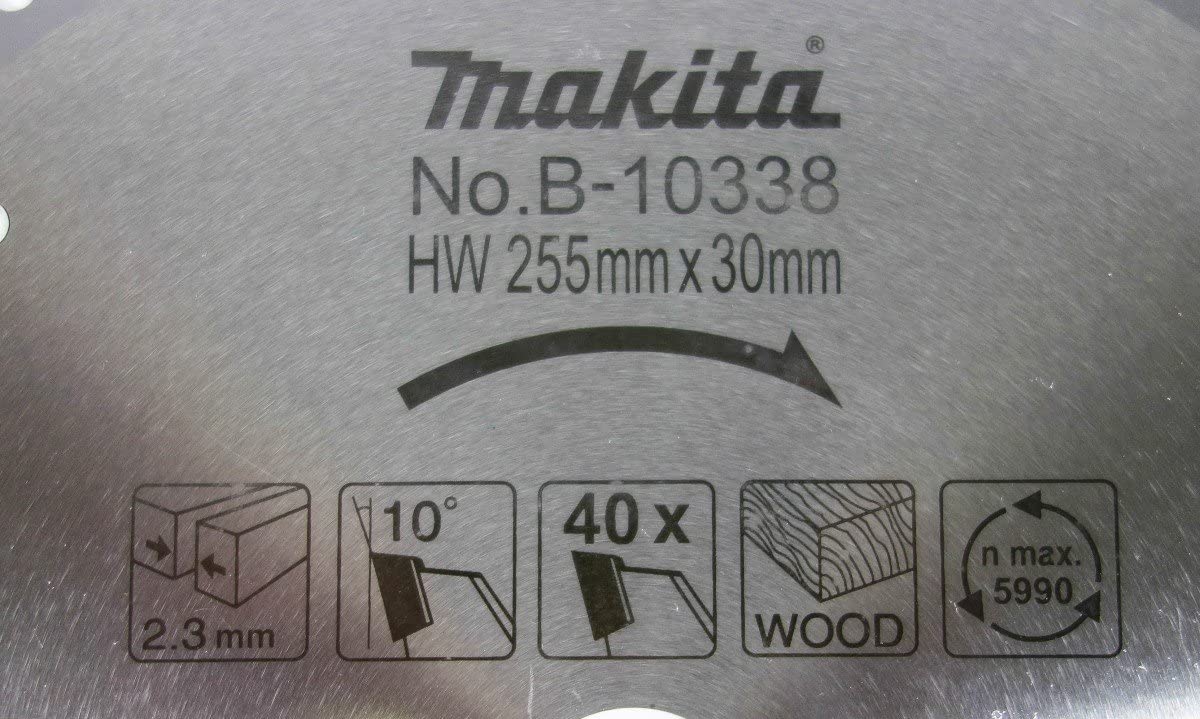 makita®
No.B-10338
HW 255mm x 30mm
2.3 mm
10°
40 x
WOOD
n max.
5990